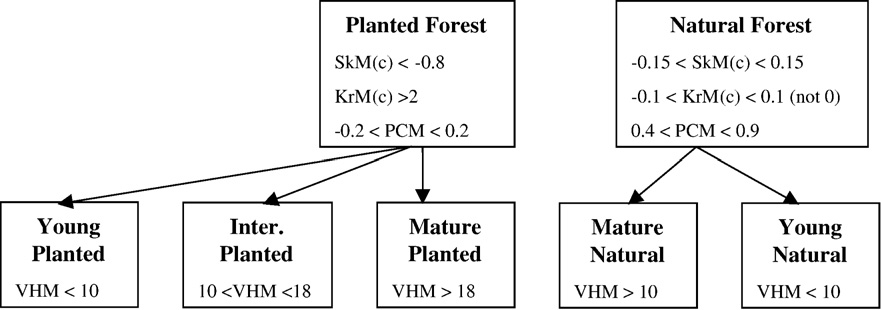 Planted Forest
SkM(c) < -0.8
KrM(c) >2
-0.2 < PCM < 0.2
Natural Forest
-0.15 < SkM(c) < 0.15
-0.1 < KrM(c) < 0.1 (not 0)
0.4 < PCM < 0.9
Young
Planted
VHM < 10
Inter.
Planted
10 <VHM <18
Mature
Planted
VHM > 18
Mature
Natural
VHM > 10
Young
Natural
VHM < 10